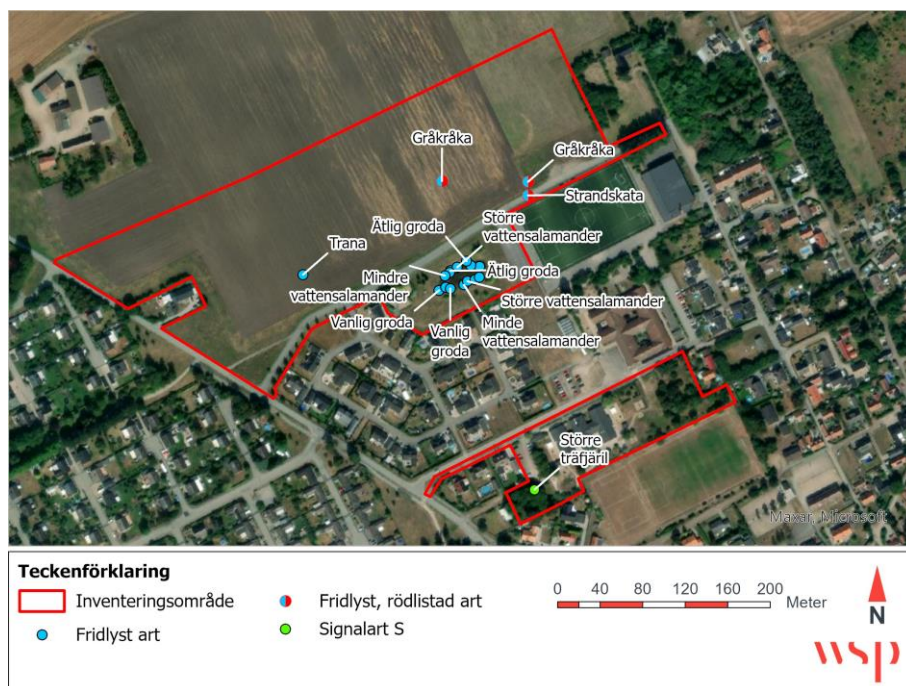 Gråkråka
Gråkråka
Strandskata
Ätlig groda
Större
vattensalamander
Trana
Ätlig groda
Mindre
vattensalamander
Större vattensalamander
Vanlig groda
Vanlig
groda
Minde
vattensalamander
Större
träfjäril
Maxar, Microsoft
Teckenförklaring
Inventeringsområde
Fridlyst art
Fridlyst, rödlistad art
Signalart S
0 40 80 120 160 200
Meter
N
wsp